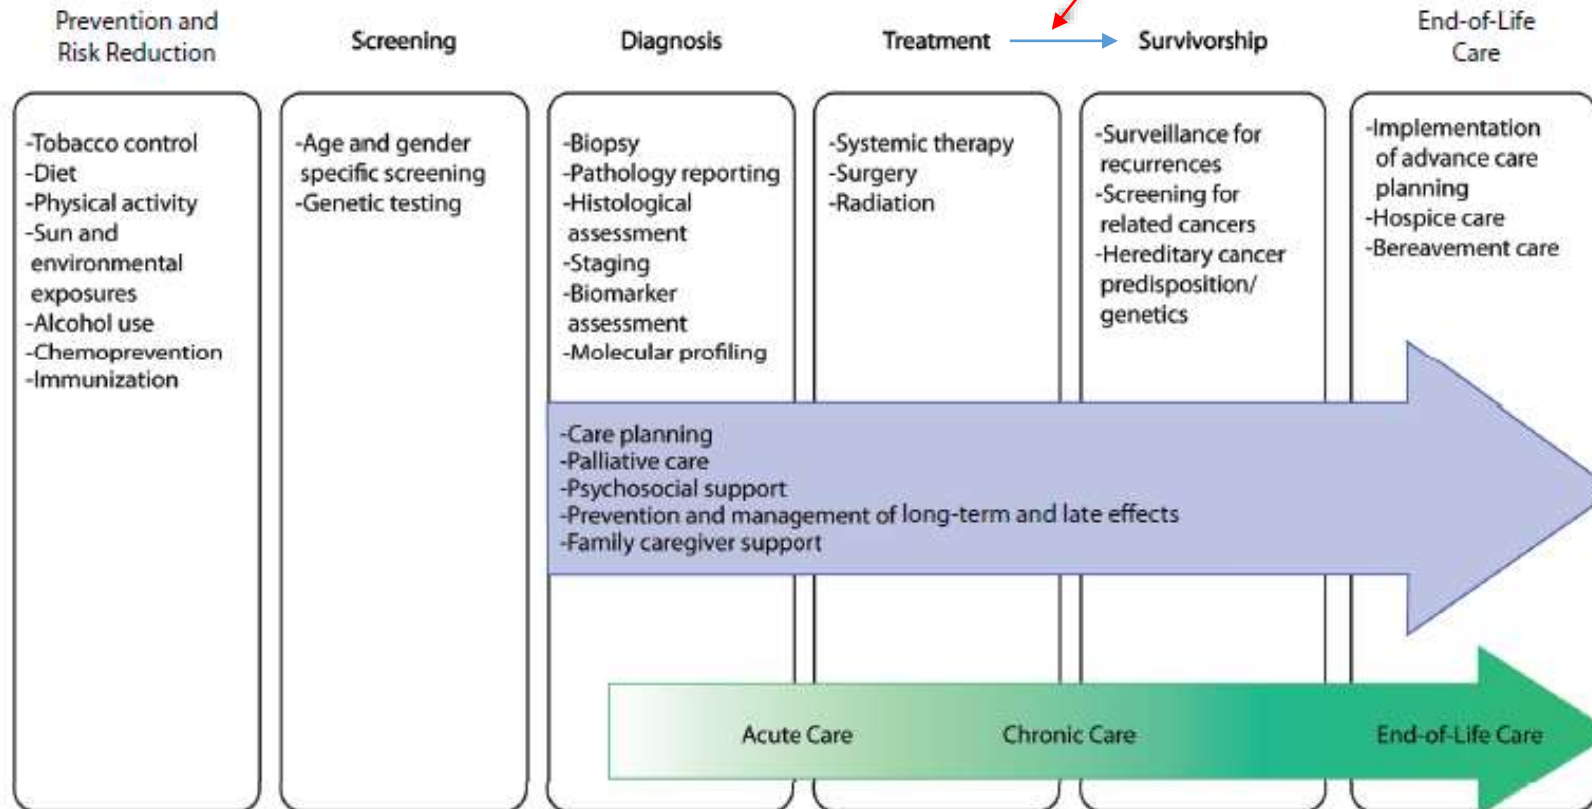 Prevention and
Risk Reduction
Screening
Diagnosis
Treatment
Survivorship
End-of-Life
Care
-Tobacco control
-Diet
-Physical activity
-Sun and
environmental
exposures
-Alcohol use
-Chemoprevention
-Immunization
-Age and gender
specific screening
-Genetic testing
-Biopsy
-Pathology reporting
-Histological
assessment
-Staging
-Biomarker
assessment
-Molecular profiling
-Systemic therapy
-Surgery
-Radiation
-Surveillance for
recurrences
-Screening for
related cancers
-Hereditary cancer
predisposition/
genetics
-Implementation
of advance care
planning
-Hospice care
-Bereavement care
-Care planning
-Palliative care
-Psychosocial support
-Prevention and management of long-term and late effects
-Family caregiver support
Acute Care
Chronic Care
End-of-Life Care